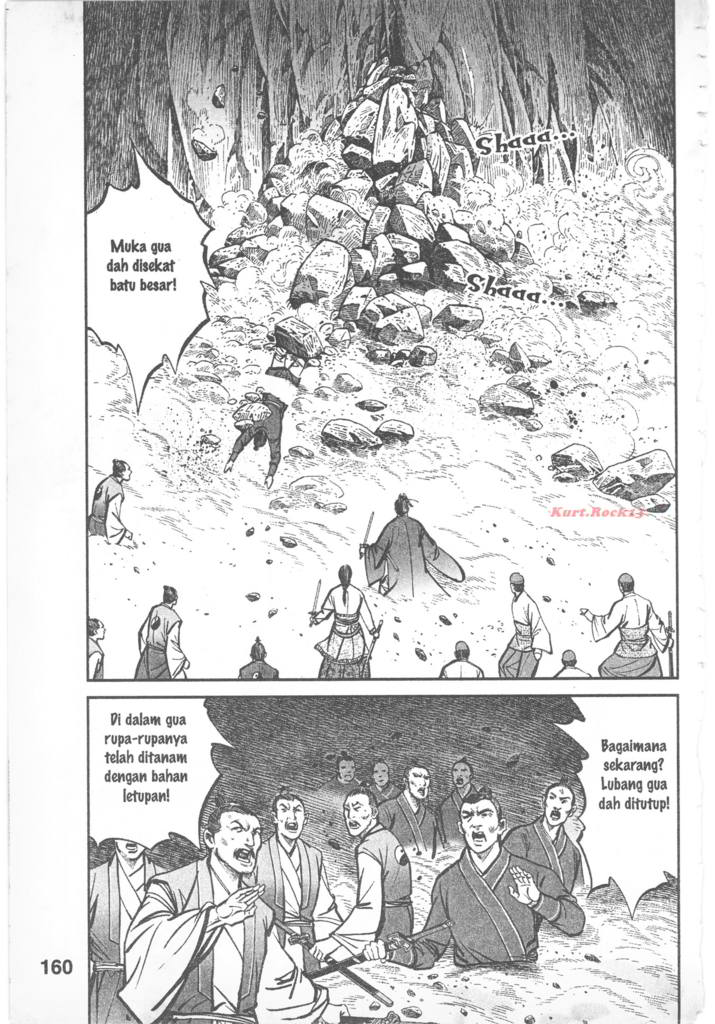 Shaaa...
Muka gua
dah disekat
batu besar!
Shaaa...
Kurt.Rock13
Di dalam gua
rupa-rupanya
telah ditanam
dengan bahan
letupan!
Bagaimana
sekarang?
Lubang gua
dah ditutup!
160